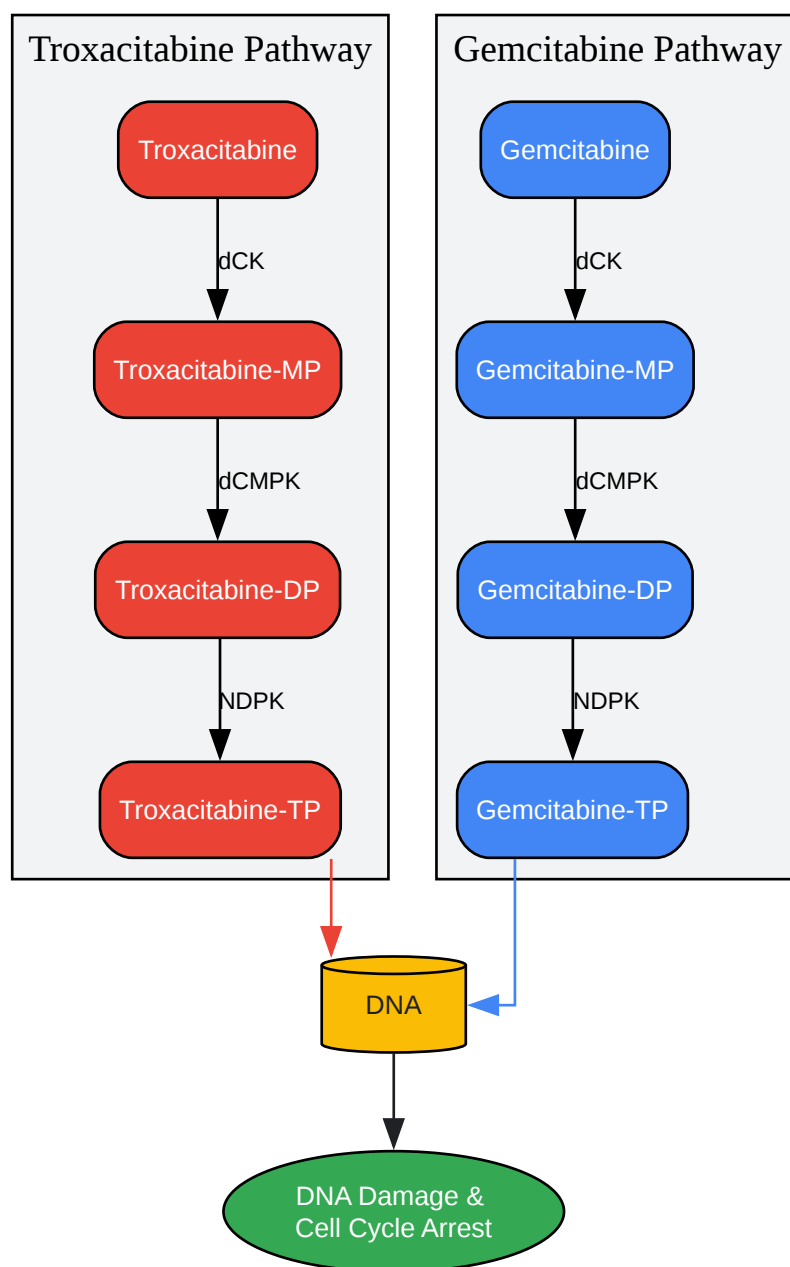 Troxacitabine Pathway
Troxacitabine
dCK
Troxacitabine-MP
dCMPK
Troxacitabine-DP
NDPK
Troxacitabine-TP
Gemcitabine Pathway
Gemcitabine
dCK
Gemcitabine-MP
dCMPK
Gemcitabine-DP
NDPK
Gemcitabine-TP
DNA
DNA Damage &
Cell Cycle Arrest